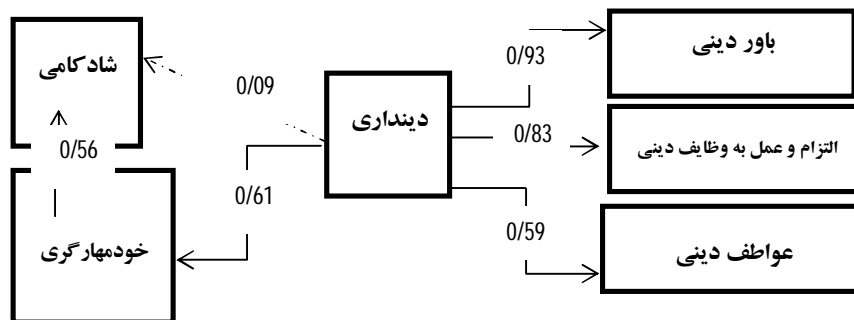 باور دینی
شادکامی
0/93
0/09
دینداری
0/83
التزام و عمل به وظایف دینی
0/56
0/61
0/59
خودمهارگری
عواطف دینی